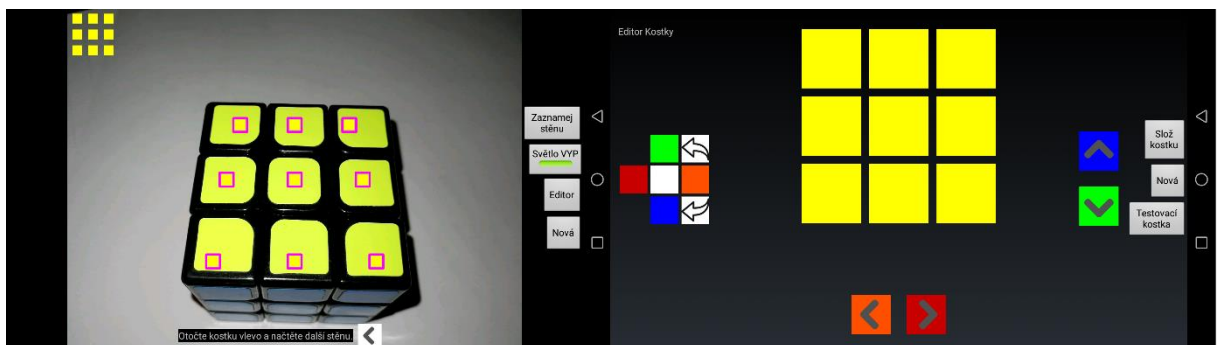 Zaznamej
stěnu
Světlo VYP
Editor
Nová
Otočte kostku vlevo a načtěte další stěnu.
Editor Kostky
Slož
kostku
Nová
Testovací
kostka